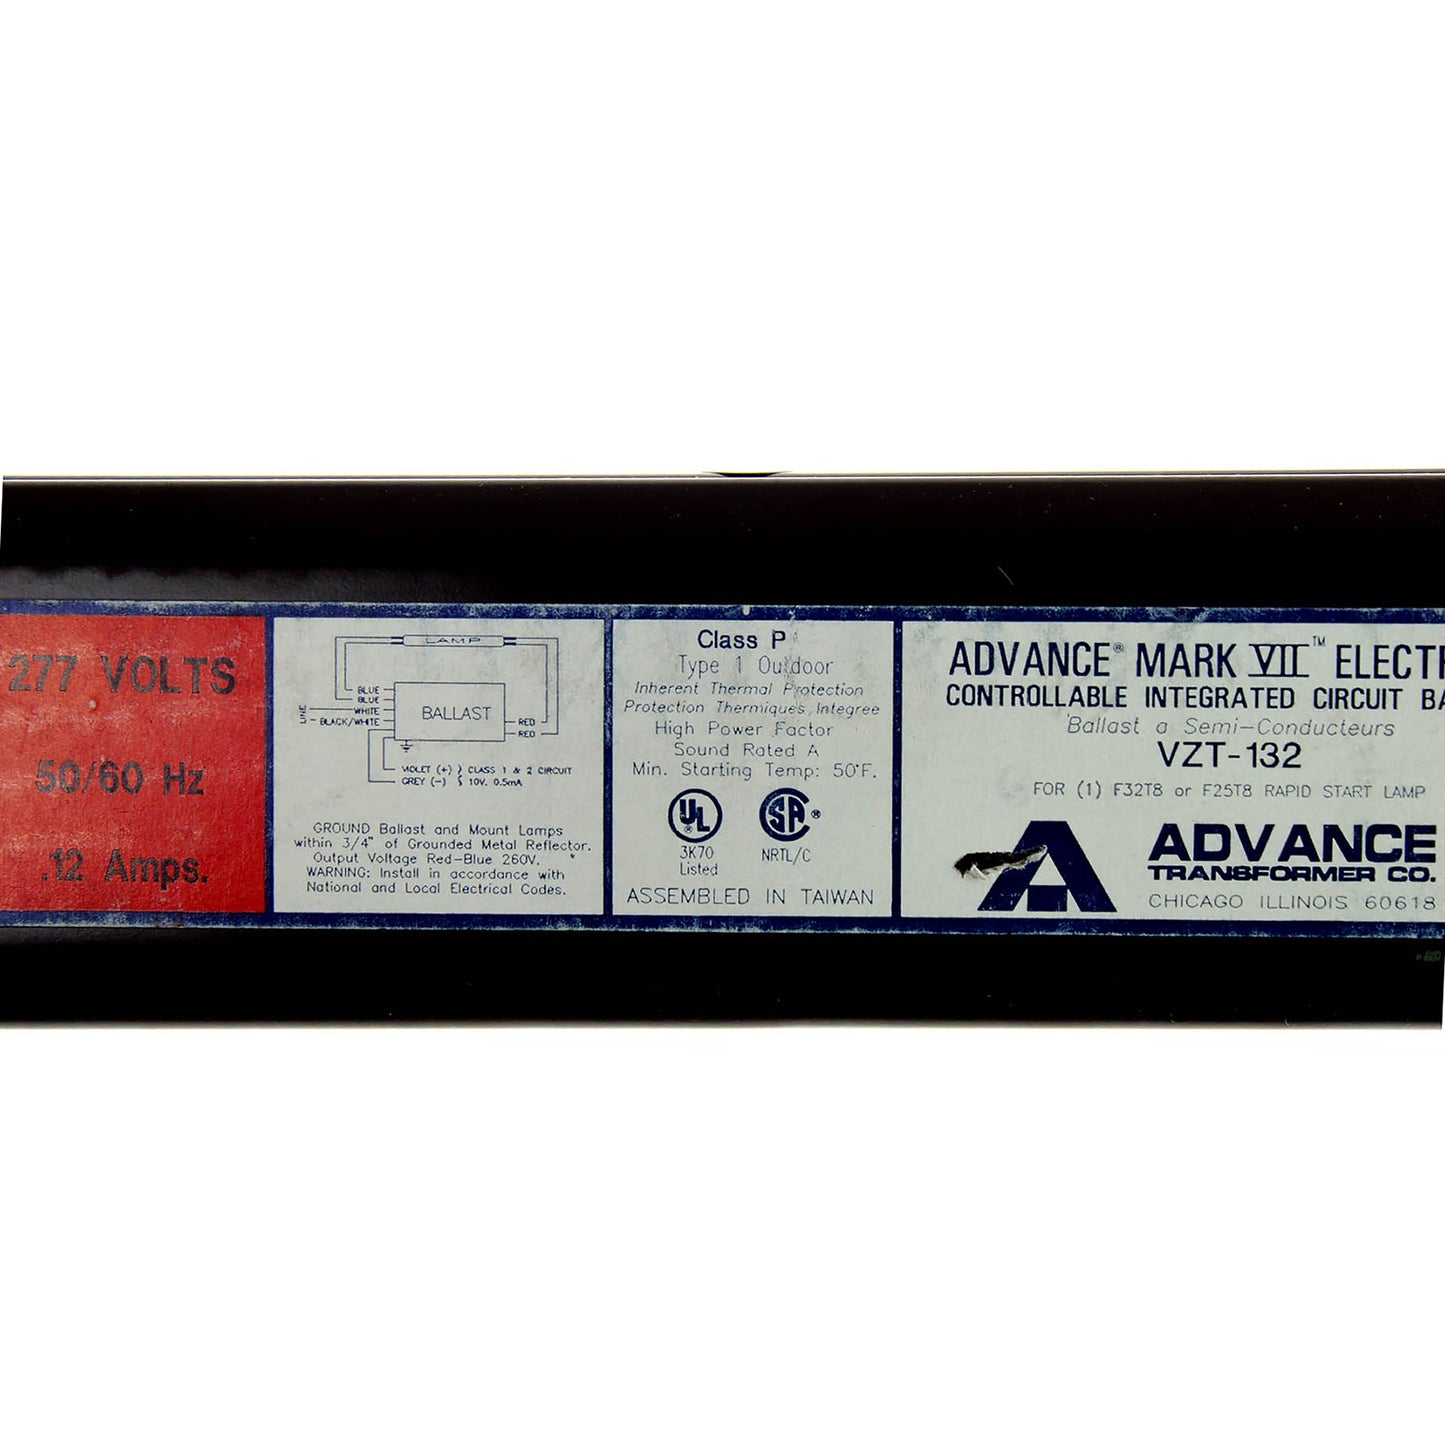 277 VOLTS
50/60 Hz
.12 Amps.
LAMP
BLUE
BLUE
WHITE
LINE
BLACK/WHITE
BALLAST
RED
RED
VIOLET (+) } CLASS 1 & 2 CIRCUIT
GREY (-) } 10V. 0.5mA
GROUND Ballast and Mount Lamps
within 3/4" of Grounded Metal Reflector.
Output Voltage Red-Blue 260V. *
WARNING: Install in accordance with
National and Local Electrical Codes.
Class P
Type 1 Outdoor
Inherent Thermal Protection
Protection Thermiques Integree
High Power Factor
Sound Rated A
Min. Starting Temp: 50°F.
UL ®
SA ®
3K70
Listed
NRTL/C
ASSEMBLED IN TAIWAN
ADVANCE® MARK VII™ ELECTR
CONTROLLABLE INTEGRATED CIRCUIT BA
Ballast a Semi-Conducteurs
VZT-132
FOR (1) F32T8 or F25T8 RAPID START LAMP
ADVANCE
TRANSFORMER CO.
CHICAGO ILLINOIS 60618